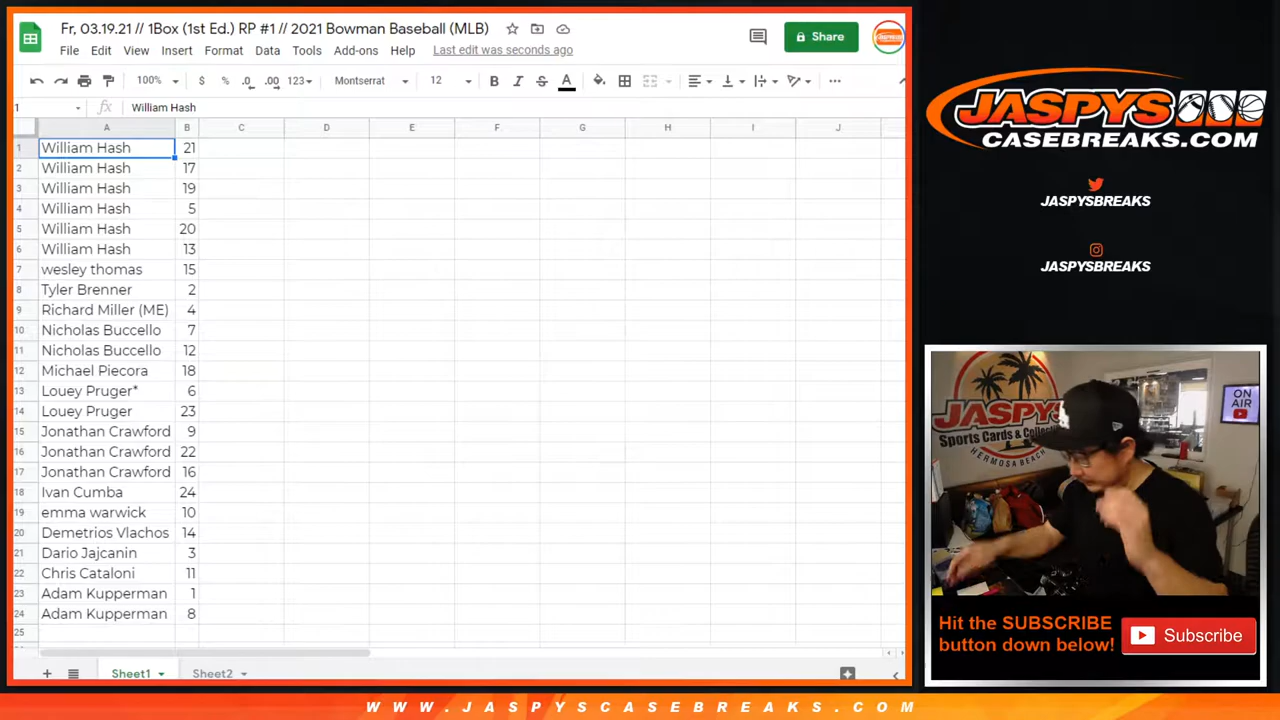 Fr, 03.19.21 // 1Box (1st Ed.) RP #1 // 2021 Bowman Baseball (MLB)
File Edit View Insert Format Data Tools Add-ons Help Last edit was seconds ago
Share
100% $ % .0 .00 123 Montserrat 12 B I S A
1 fx William Hash
A B C D E F G H I J
1 William Hash 21
2 William Hash 17
3 William Hash 19
4 William Hash 5
5 William Hash 20
6 William Hash 13
7 wesley thomas 15
8 Tyler Brenner 2
9 Richard Miller (ME) 4
10 Nicholas Buccello 7
11 Nicholas Buccello 12
12 Michael Piecora 18
13 Louey Pruger* 6
14 Louey Pruger 23
15 Jonathan Crawford 9
16 Jonathan Crawford 22
17 Jonathan Crawford 16
18 Ivan Cumba 24
19 emma warwick 10
20 Demetrios Vlachos 14
21 Dario Jajcanin 3
22 Chris Cataloni 11
23 Adam Kupperman 1
24 Adam Kupperman 8
25
Sheet1 Sheet2
JASPYS
CASEBREAKS.COM
JASPYSBREAKS
JASPYSBREAKS
JASPYS
Sports Cards & Collectibles
HERMOSA BEACH
ON
AIR
Hit the SUBSCRIBE
button down below!
Subscribe
WWW.JASPYSCASEBREAKS.COM